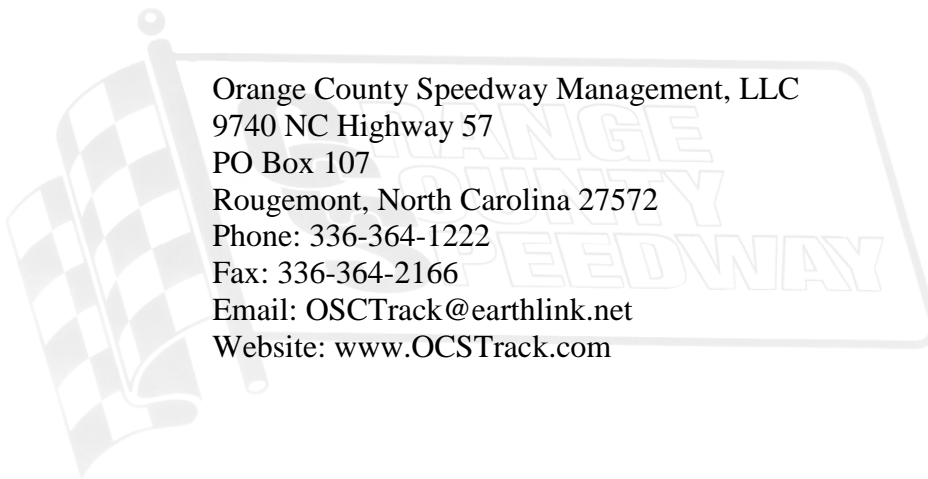 Orange County Speedway Management, LLC
9740 NC Highway 57
PO Box 107
Rougemont, North Carolina 27572
Phone: 336-364-1222
Fax: 336-364-2166
Email: OSCTrack@earthlink.net
Website: www.OCSTrack.com
ORANGE
COUNTY
SPEEDWAY